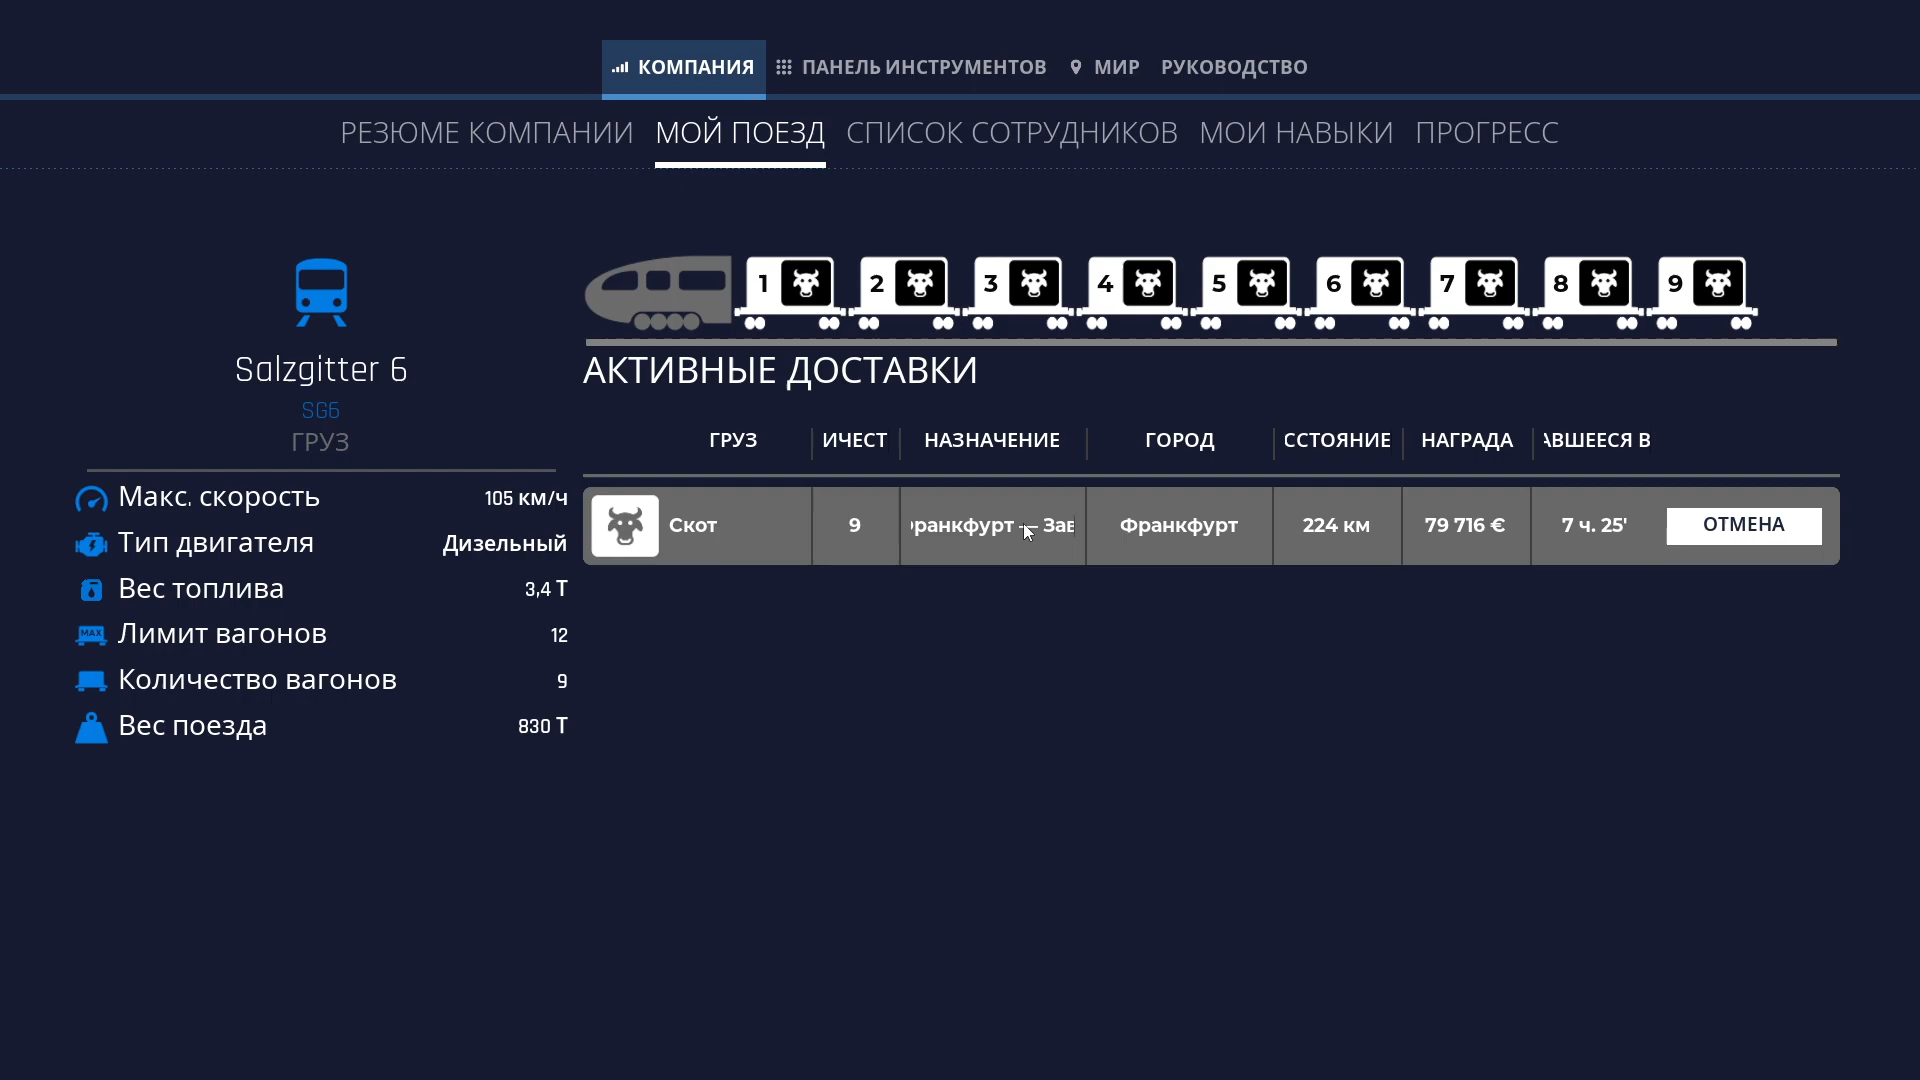 КОМПАНИЯ ПАНЕЛЬ ИНСТРУМЕНТОВ МИР РУКОВОДСТВО
РЕЗЮМЕ КОМПАНИИ МОЙ ПОЕЗД СПИСОК СОТРУДНИКОВ МОИ НАВЫКИ ПРОГРЕСС
1 2 3 4 5 6 7 8 9
Salzgitter 6
SG6
ГРУЗ
Макс. скорость 105 км/ч
Тип двигателя Дизельный
Вес топлива 3,4 Т
MAX Лимит вагонов 12
Количество вагонов 9
Вес поезда 830 Т
АКТИВНЫЕ ДОСТАВКИ
ГРУЗ ИЧЕСТ НАЗНАЧЕНИЕ ГОРОД ССТОЯНИЕ НАГРАДА АВШЕЕСЯ В
Скот 9 ранкфурт — Зав Франкфурт 224 км 79 716 € 7 ч. 25' ОТМЕНА